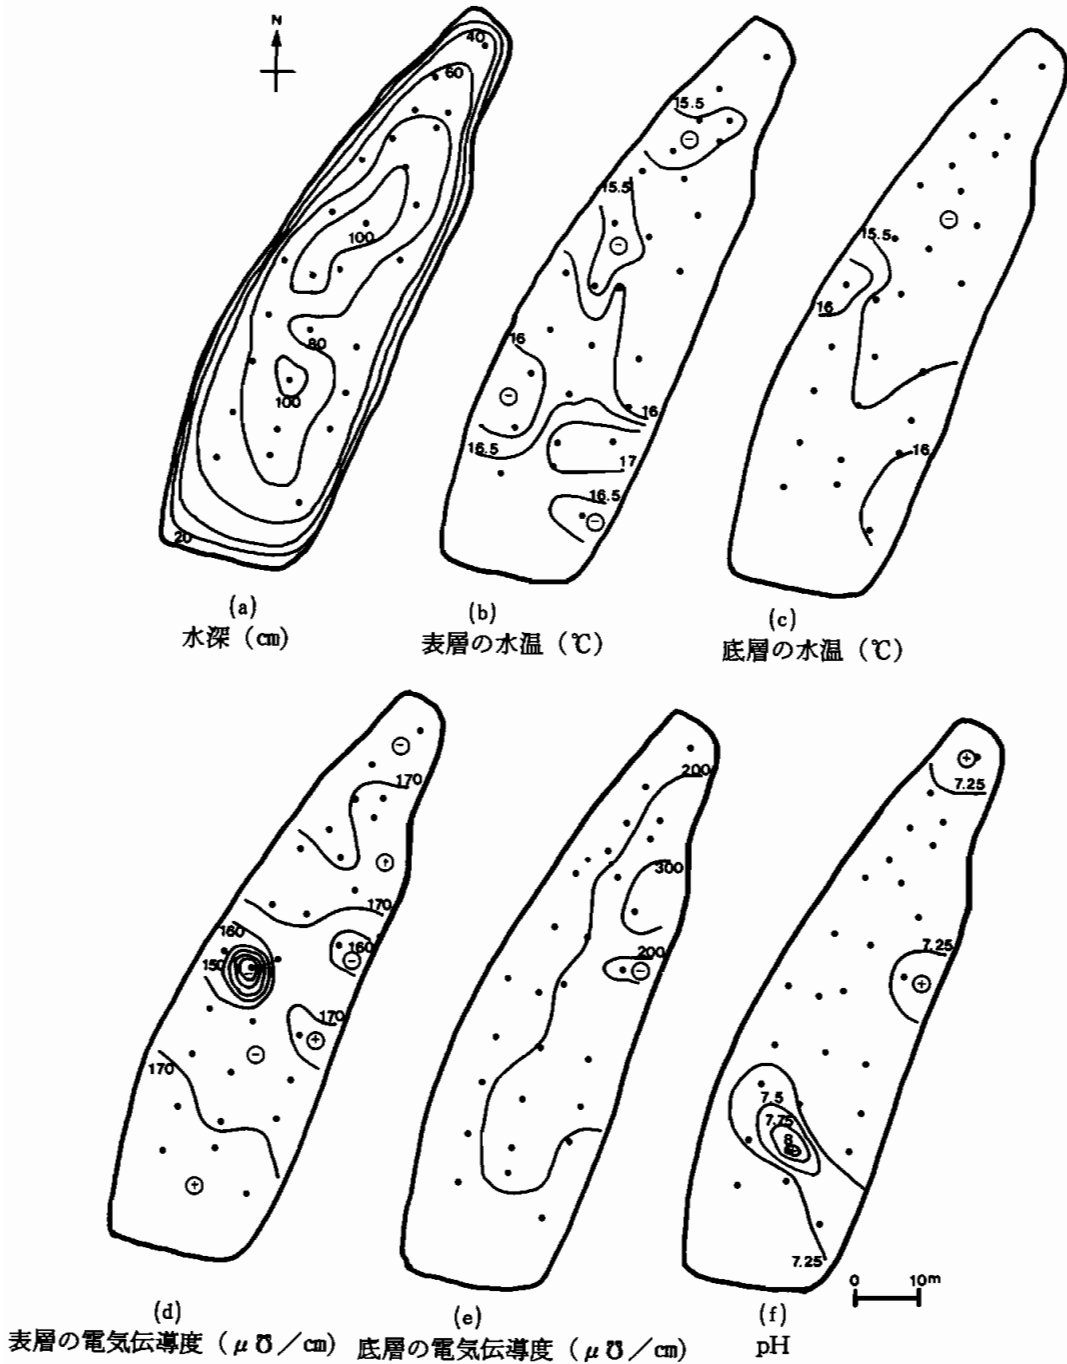 N
40
60
100
80
100
20
(a)
水深（cm）
15.5
15.5
16
16
16.5
17
16.5
(b)
表層の水温（℃）
15.5
16
16
(c)
底層の水温（℃）
170
170
160
160
150
170
170
(d)
表層の電気伝導度（μ℧／cm）
200
300
200
(e)
底層の電気伝導度（μ℧／cm）
7.25
7.25
7.5
7.75
8
7.25
(f)
pH
0 10m